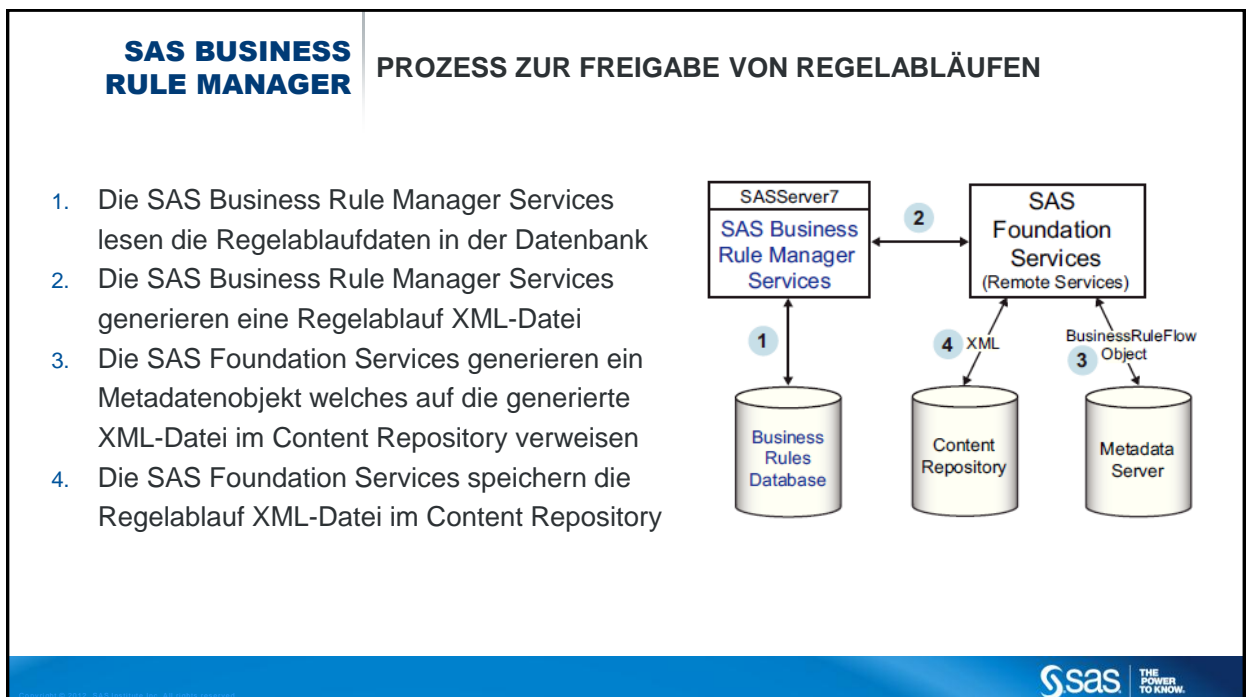 SAS BUSINESS
RULE MANAGER
PROZESS ZUR FREIGABE VON REGELABLÄUFEN
1. Die SAS Business Rule Manager Services
lesen die Regelablaufdaten in der Datenbank
2. Die SAS Business Rule Manager Services
generieren eine Regelablauf XML-Datei
3. Die SAS Foundation Services generieren ein
Metadatenobjekt welches auf die generierte
XML-Datei im Content Repository verweisen
4. Die SAS Foundation Services speichern die
Regelablauf XML-Datei im Content Repository
SASServer7
SAS Business
Rule Manager
Services
2
SAS
Foundation
Services
(Remote Services)
1
4 XML
BusinessRuleFlow
3 Object
Business
Rules
Database
Content
Repository
Metadata
Server
sas
THE
POWER
TO KNOW.